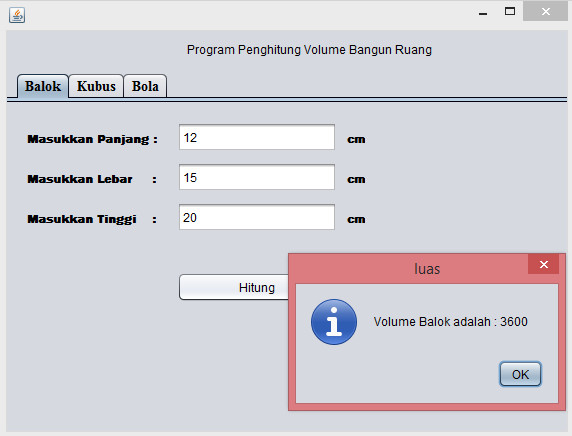 Program Penghitung Volume Bangun Ruang
Balok Kubus Bola
Masukkan Panjang : 12 cm
Masukkan Lebar : 15 cm
Masukkan Tinggi : 20 cm
Hitung
luas
Volume Balok adalah : 3600
OK